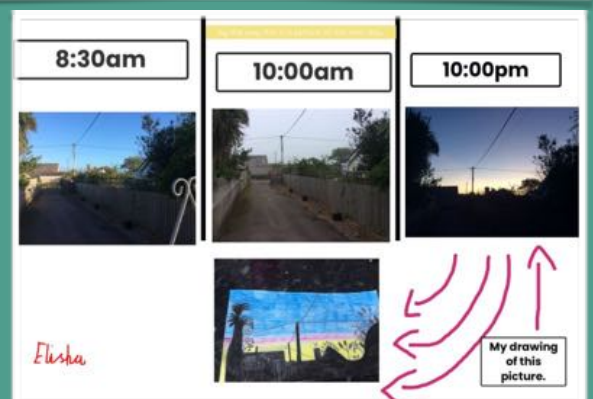 8:30am
10:00am
10:00pm
Elisha
My drawing
of this
picture.